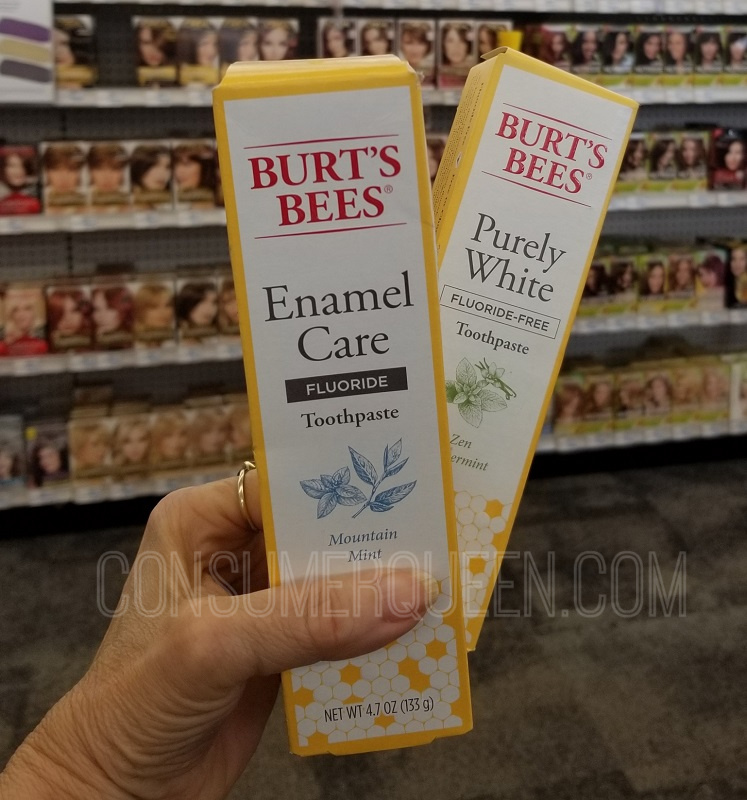 BURT'S
BEES®
Enamel
Care
FLUORIDE
Toothpaste
Mountain
Mint
NET WT 4.7 OZ (133 g)
BURT'S
BEES®
Purely
White
FLUORIDE-FREE
Toothpaste
Zen
CONSUMERQUEEN.COM